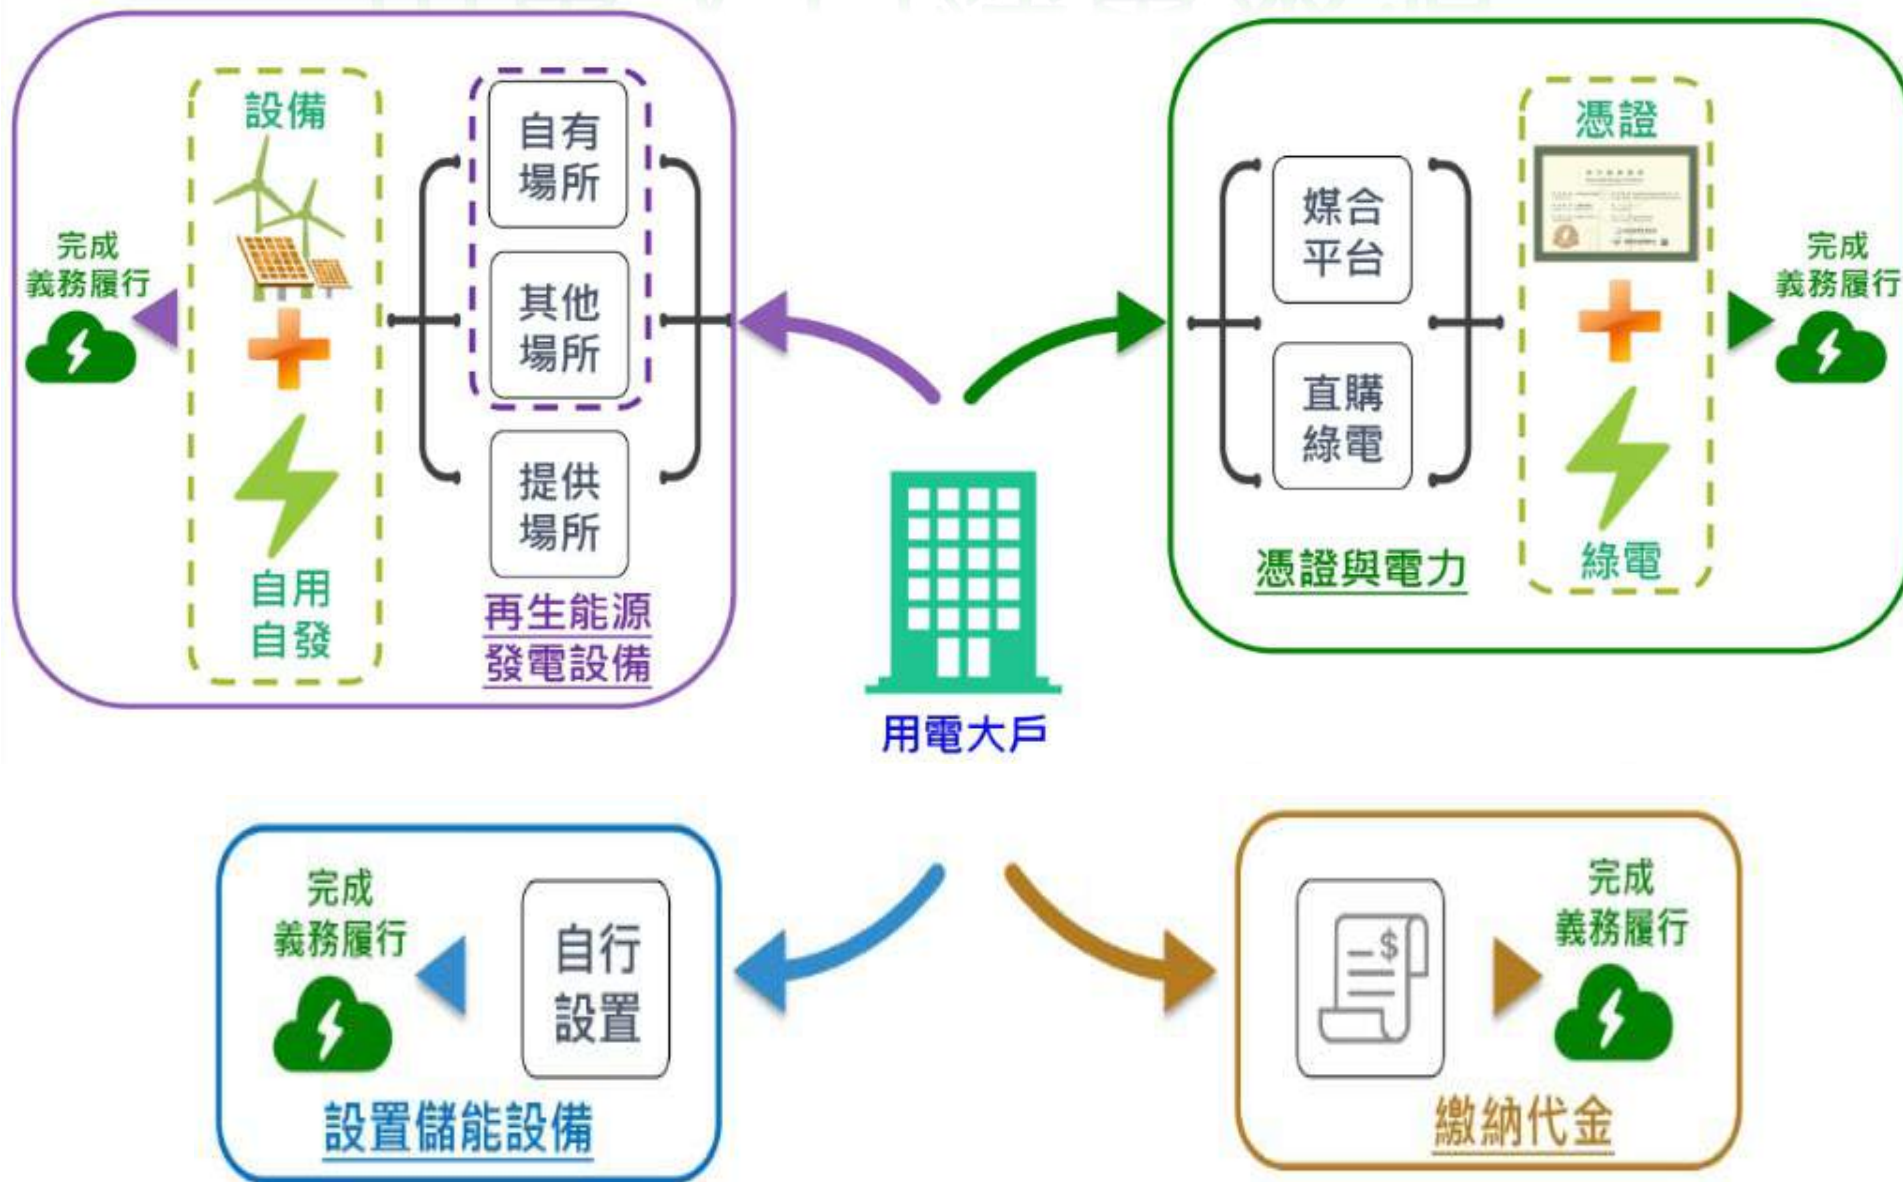 設備
完成
義務履行
自用
自發
自有
場所
其他
場所
提供
場所
再生能源
發電設備
用電大戶
媒合
平台
直購
綠電
憑證與電力
憑證
綠電
完成
義務履行
完成
義務履行
自行
設置
設置儲能設備
$
完成
義務履行
繳納代金